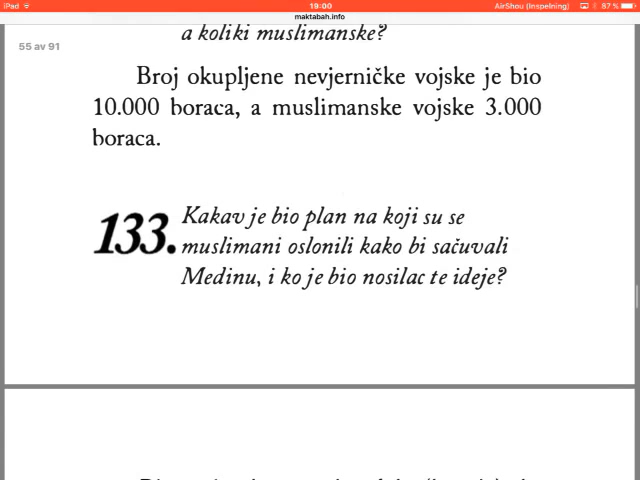 iPad 19:00 AirShou (Inspelning) 87 %
maktabah.info
a koliki muslimanske?
55 av 91
Broj okupljene nevjerničke vojske je bio
10.000 boraca, a muslimanske vojske 3.000
boraca.
133. Kakav je bio plan na koji su se
muslimani oslonili kako bi sačuvali
Medinu, i ko je bio nosilac te ideje?